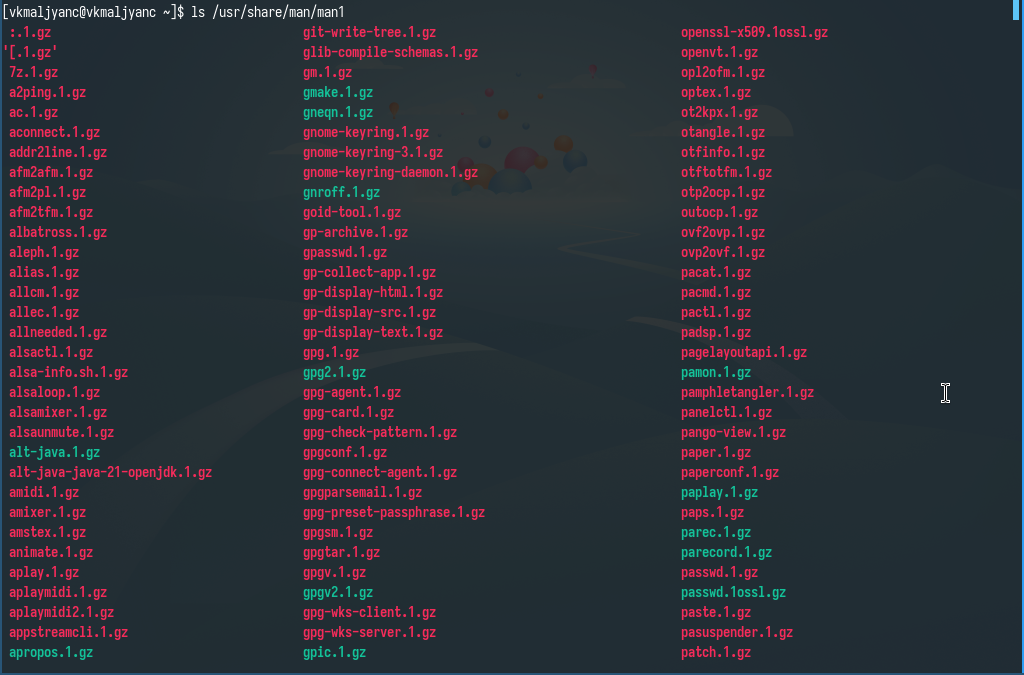 [vkmaljyanc@vkmaljyanc ~]$ ls /usr/share/man/man1
:.1.gz git-write-tree.1.gz openssl-x509.1ossl.gz
'[.1.gz' glib-compile-schemas.1.gz openvt.1.gz
7z.1.gz gm.1.gz opl2ofm.1.gz
a2ping.1.gz gmake.1.gz optex.1.gz
ac.1.gz gneqn.1.gz ot2kpx.1.gz
aconnect.1.gz gnome-keyring.1.gz otangle.1.gz
addr2line.1.gz gnome-keyring-3.1.gz otfinfo.1.gz
afm2afm.1.gz gnome-keyring-daemon.1.gz otftotfm.1.gz
afm2pl.1.gz gnroff.1.gz otp2ocp.1.gz
afm2tfm.1.gz goid-tool.1.gz outocp.1.gz
albatross.1.gz gp-archive.1.gz ovf2ovp.1.gz
aleph.1.gz gpasswd.1.gz ovp2ovf.1.gz
alias.1.gz gp-collect-app.1.gz pacat.1.gz
allcm.1.gz gp-display-html.1.gz pacmd.1.gz
allec.1.gz gp-display-src.1.gz pactl.1.gz
allneeded.1.gz gp-display-text.1.gz padsp.1.gz
alsactl.1.gz gpg.1.gz pagelayoutapi.1.gz
alsa-info.sh.1.gz gpg2.1.gz pamon.1.gz
alsaloop.1.gz gpg-agent.1.gz pamphletangler.1.gz
alsamixer.1.gz gpg-card.1.gz panelctl.1.gz
alsaunmute.1.gz gpg-check-pattern.1.gz pango-view.1.gz
alt-java.1.gz gpgconf.1.gz paper.1.gz
alt-java-java-21-openjdk.1.gz gpg-connect-agent.1.gz paperconf.1.gz
amidi.1.gz gpgparsemail.1.gz paplay.1.gz
amixer.1.gz gpg-preset-passphrase.1.gz paps.1.gz
amstex.1.gz gpgsm.1.gz parec.1.gz
animate.1.gz gpgtar.1.gz parecord.1.gz
aplay.1.gz gpgv.1.gz passwd.1.gz
aplaymidi.1.gz gpgv2.1.gz passwd.1ossl.gz
aplaymidi2.1.gz gpg-wks-client.1.gz paste.1.gz
appstreamcli.1.gz gpg-wks-server.1.gz pasuspender.1.gz
apropos.1.gz gpic.1.gz patch.1.gz